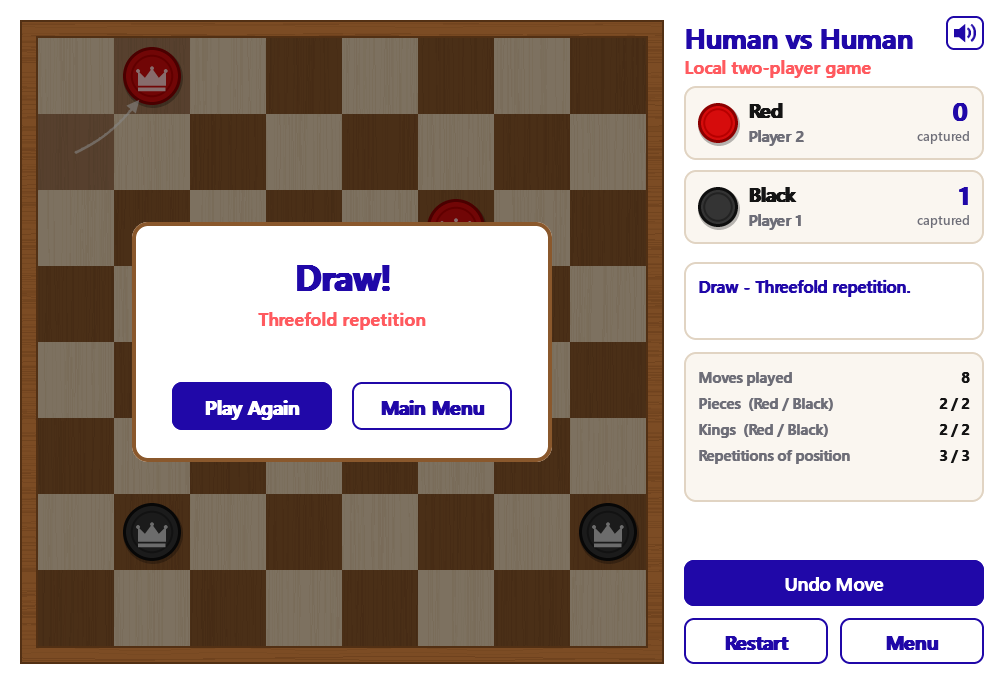 Human vs Human
Local two-player game
Red
Player 2
0
captured
Black
Player 1
1
captured
Draw - Threefold repetition.
Moves played 8
Pieces (Red / Black) 2 / 2
Kings (Red / Black) 2 / 2
Repetitions of position 3 / 3
Undo Move
Restart
Menu
Draw!
Threefold repetition
Play Again
Main Menu